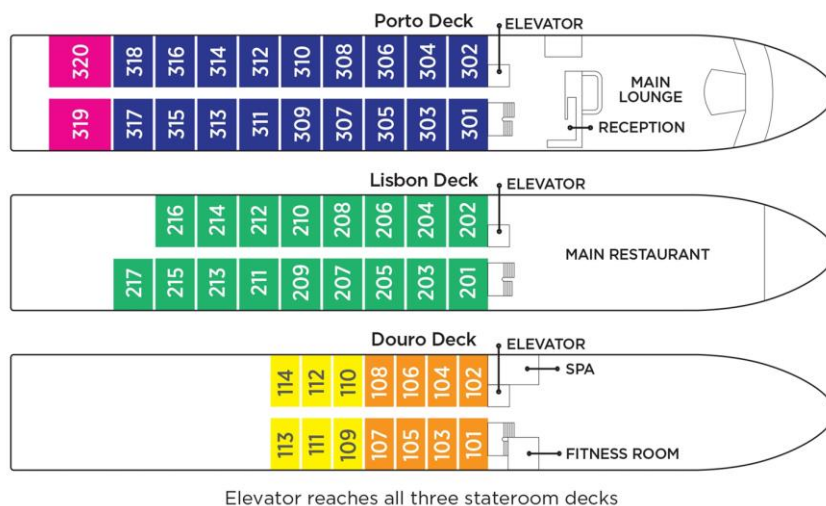 Porto Deck
ELEVATOR
320 318 316 314 312 310 308 306 304 302
MAIN
LOUNGE
319 317 315 313 311 309 307 305 303 301
RECEPTION
Lisbon Deck
ELEVATOR
216 214 212 210 208 206 204 202
MAIN RESTAURANT
217 215 213 211 209 207 205 203 201
Douro Deck
ELEVATOR
114 112 110 108 106 104 102
SPA
113 111 109 107 105 103 101
FITNESS ROOM
Elevator reaches all three stateroom decks